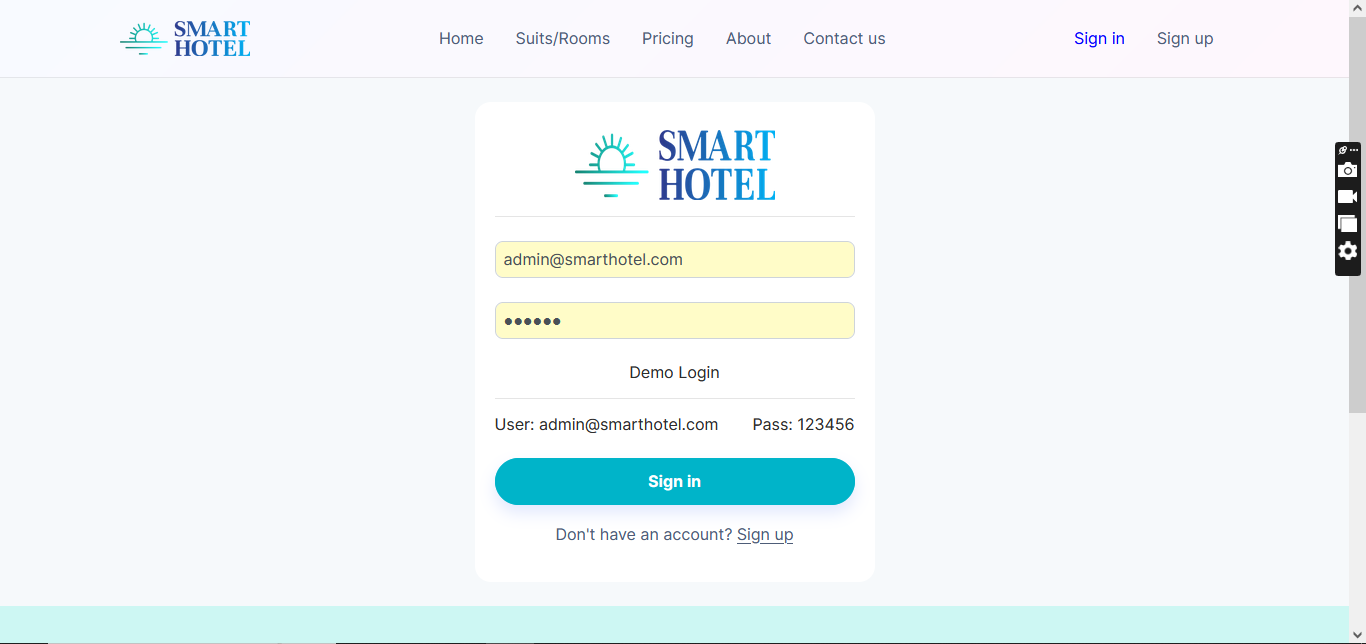 SMART
HOTEL
Home Suits/Rooms Pricing About Contact us Sign in Sign up
SMART
HOTEL
admin@smarthotel.com
••••••
Demo Login
User: admin@smarthotel.com Pass: 123456
Sign in
Don't have an account? Sign up